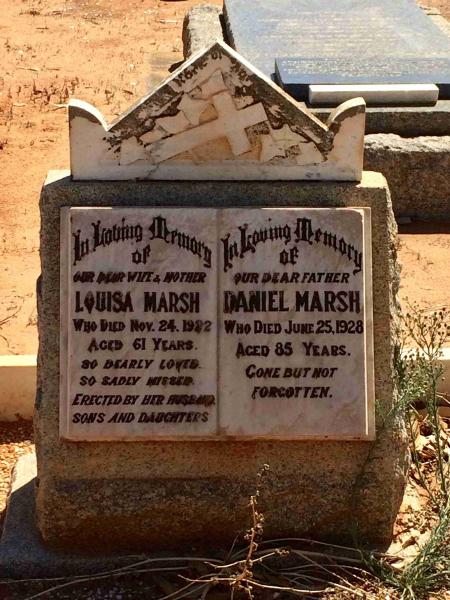 In Loving Memory
of
OUR DEAR WIFE & MOTHER
LOUISA MARSH
WHO DIED NOV. 24, 1922
AGED 61 YEARS.
SO DEARLY LOVED.
SO SADLY MISSED.
ERECTED BY HER HUSBAND
SONS AND DAUGHTERS
In Loving Memory
of
OUR DEAR FATHER
DANIEL MARSH
WHO DIED JUNE 25, 1928
AGED 85 YEARS.
GONE BUT NOT
FORGOTTEN.